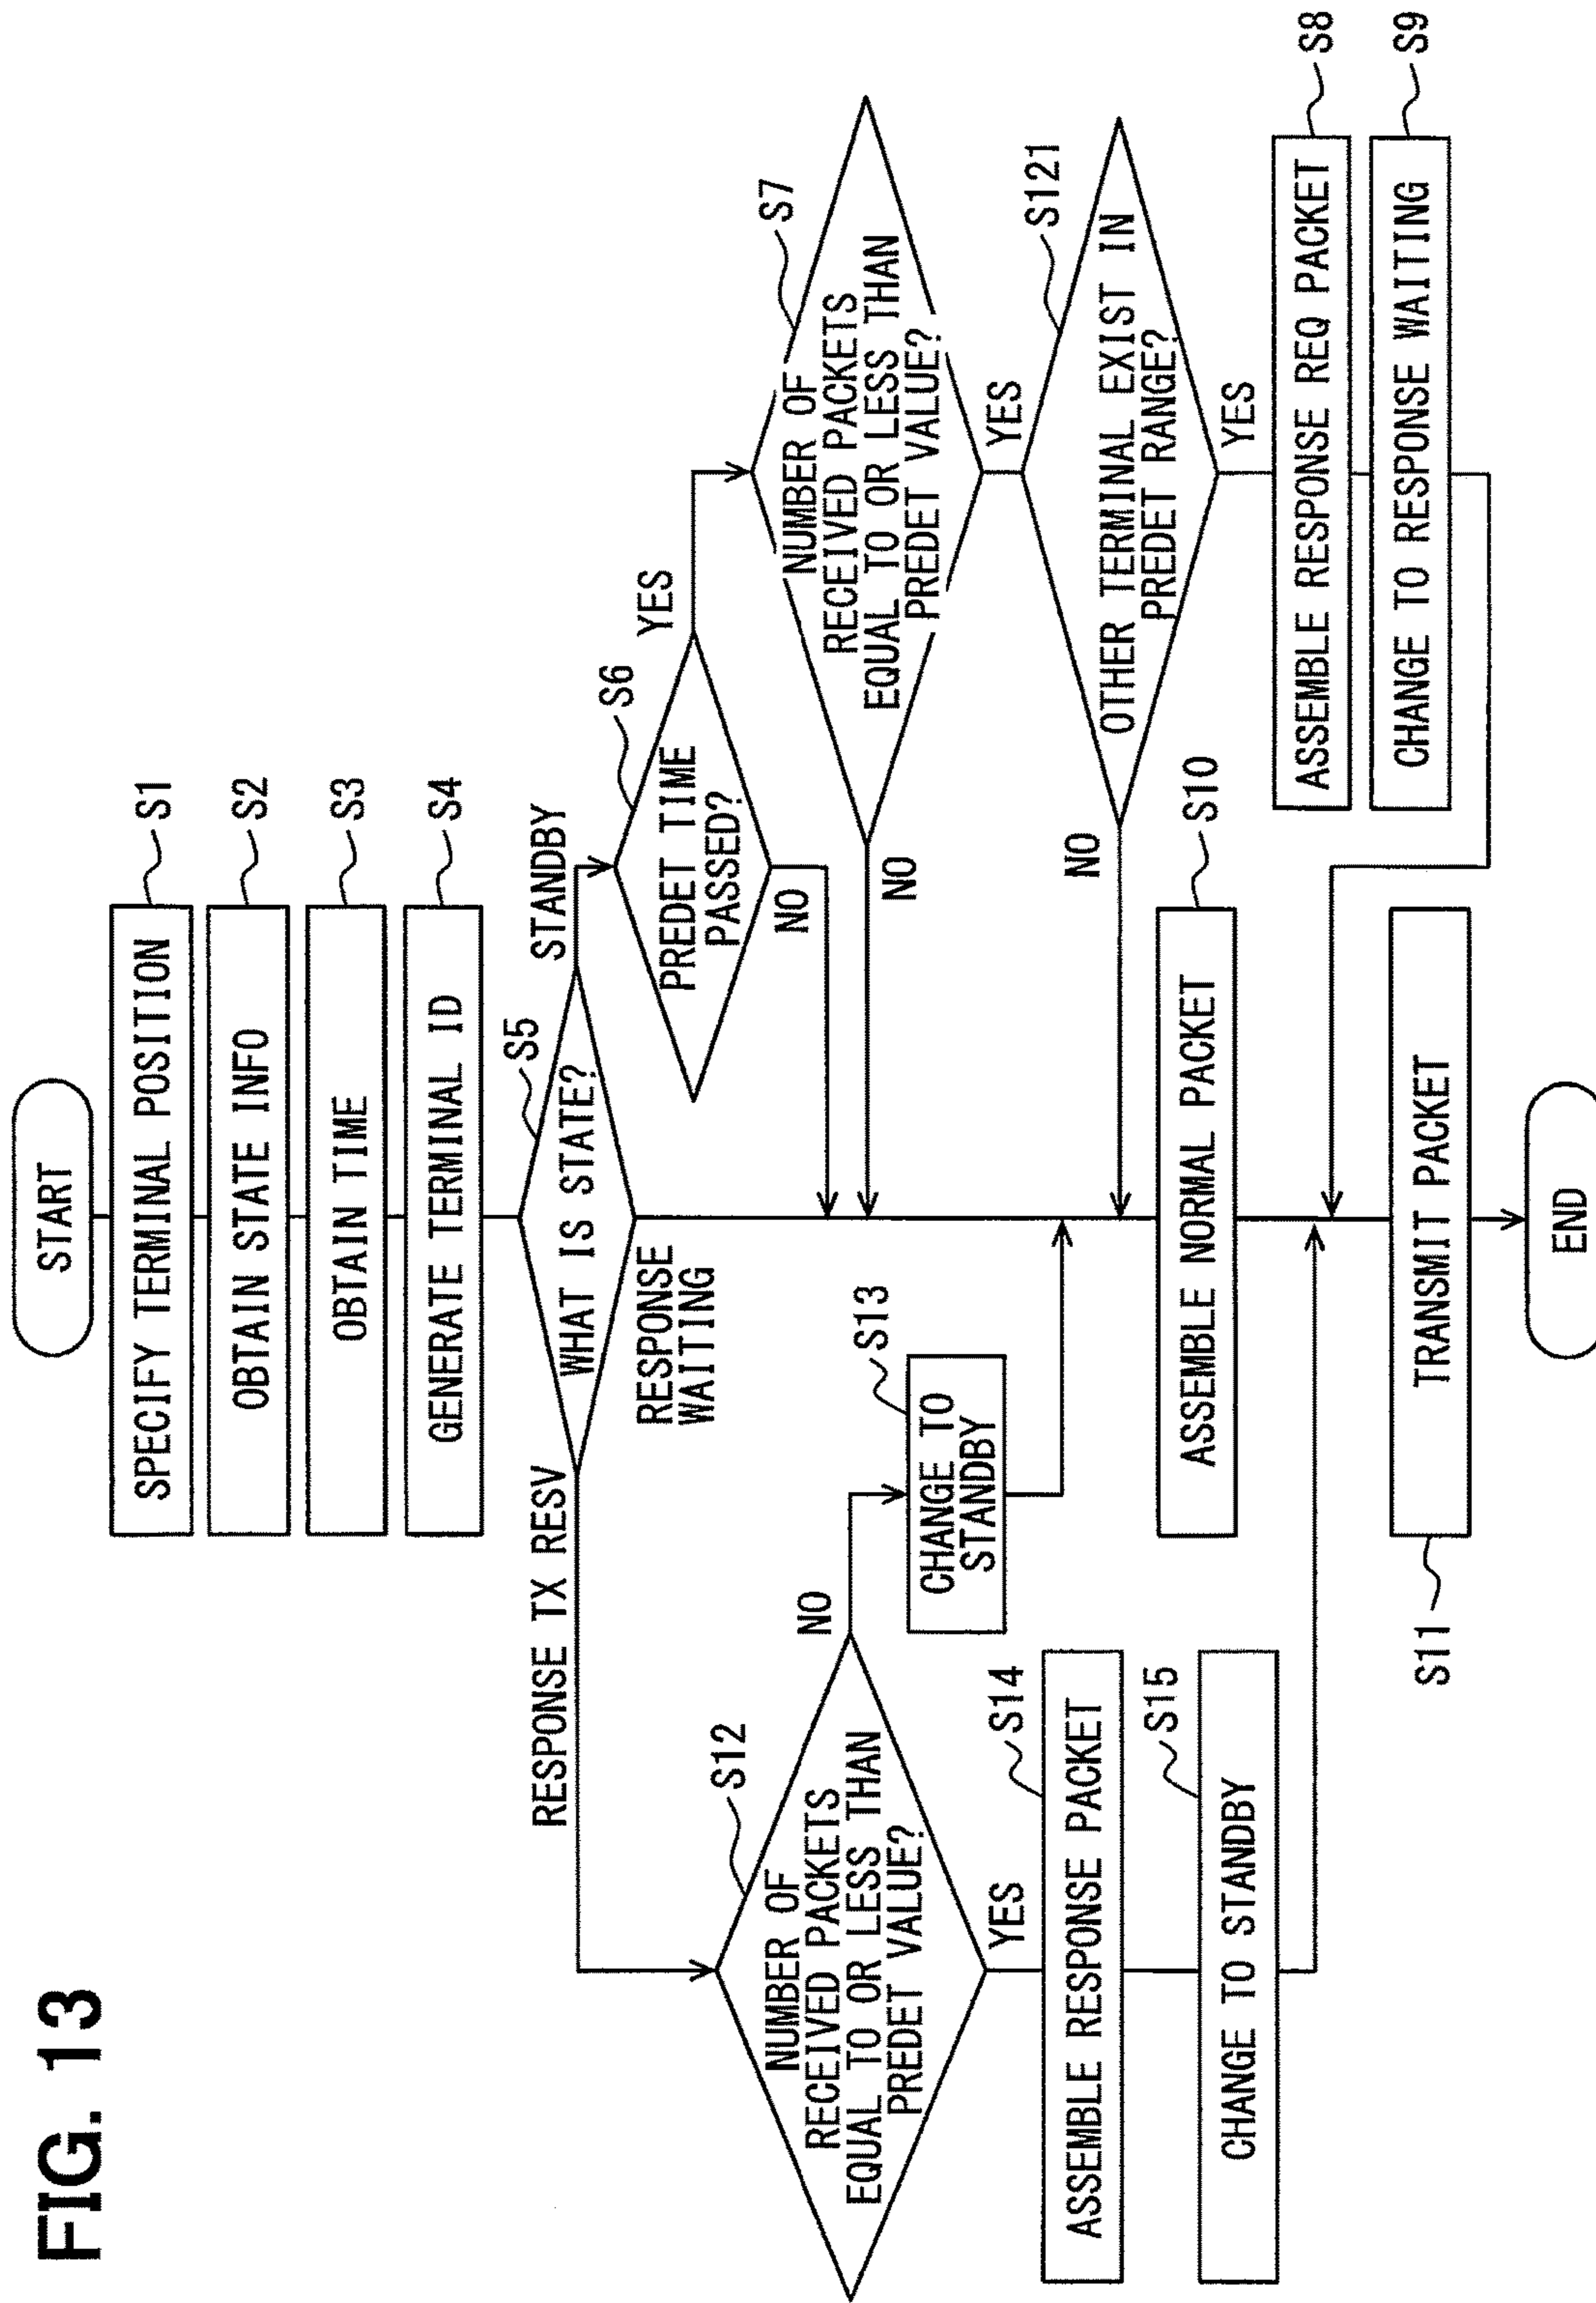 FIG. 13
START
SPECIFY TERMINAL POSITION
S1
OBTAIN STATE INFO
S2
OBTAIN TIME
S3
GENERATE TERMINAL ID
S4
WHAT IS STATE?
S5
RESPONSE TX RESV
STANDBY
RESPONSE
WAITING
PREDET TIME
PASSED?
S6
YES
NO
NUMBER OF
RECEIVED PACKETS
EQUAL TO OR LESS THAN
PREDET VALUE?
S7
NO
YES
OTHER TERMINAL EXIST IN
PREDET RANGE?
S121
NO
YES
ASSEMBLE RESPONSE REQ PACKET
S8
CHANGE TO RESPONSE WAITING
S9
NUMBER OF
RECEIVED PACKETS
EQUAL TO OR LESS THAN
PREDET VALUE?
S12
NO
YES
CHANGE TO
STANDBY
S13
ASSEMBLE RESPONSE PACKET
S14
CHANGE TO STANDBY
S15
ASSEMBLE NORMAL PACKET
S10
TRANSMIT PACKET
S11
END